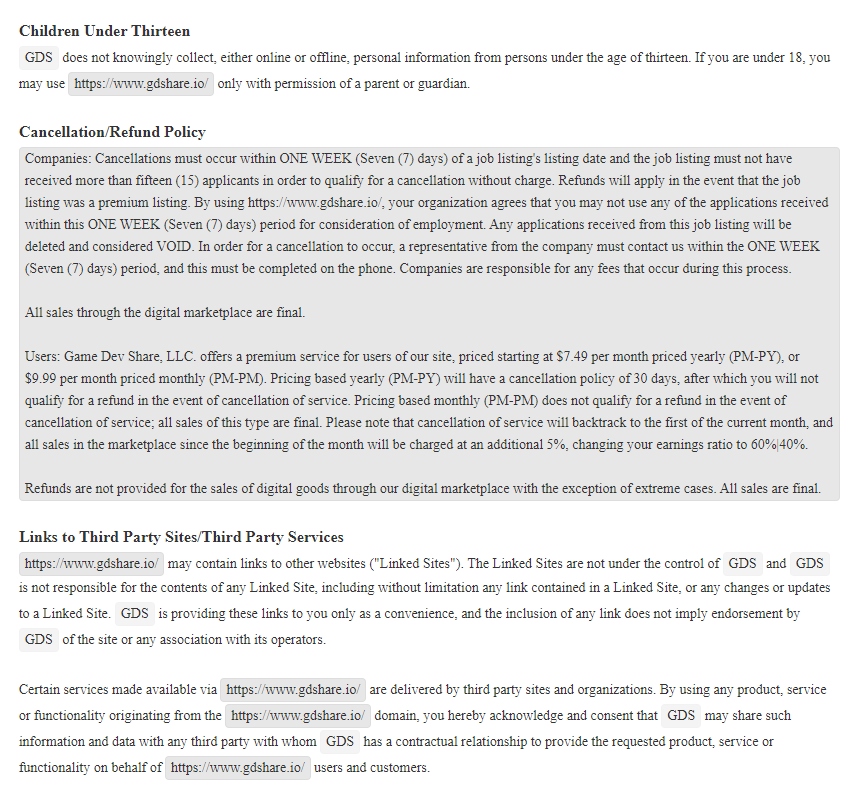 Children Under Thirteen
GDS does not knowingly collect, either online or offline, personal information from persons under the age of thirteen. If you are under 18, you
may use https://www.gdshare.io/ only with permission of a parent or guardian.
Cancellation/Refund Policy
Companies: Cancellations must occur within ONE WEEK (Seven (7) days) of a job listing's listing date and the job listing must not have
received more than fifteen (15) applicants in order to qualify for a cancellation without charge. Refunds will apply in the event that the job
listing was a premium listing. By using https://www.gdshare.io/, your organization agrees that you may not use any of the applications received
within this ONE WEEK (Seven (7) days) period for consideration of employment. Any applications received from this job listing will be
deleted and considered VOID. In order for a cancellation to occur, a representative from the company must contact us within the ONE WEEK
(Seven (7) days) period, and this must be completed on the phone. Companies are responsible for any fees that occur during this process.
All sales through the digital marketplace are final.
Users: Game Dev Share, LLC. offers a premium service for users of our site, priced starting at $7.49 per month priced yearly (PM-PY), or
$9.99 per month priced monthly (PM-PM). Pricing based yearly (PM-PY) will have a cancellation policy of 30 days, after which you will not
qualify for a refund in the event of cancellation of service. Pricing based monthly (PM-PM) does not qualify for a refund in the event of
cancellation of service; all sales of this type are final. Please note that cancellation of service will backtrack to the first of the current month, and
all sales in the marketplace since the beginning of the month will be charged at an additional 5%, changing your earnings ratio to 60%|40%.
Refunds are not provided for the sales of digital goods through our digital marketplace with the exception of extreme cases. All sales are final.
Links to Third Party Sites/Third Party Services
https://www.gdshare.io/ may contain links to other websites ("Linked Sites"). The Linked Sites are not under the control of GDS and GDS
is not responsible for the contents of any Linked Site, including without limitation any link contained in a Linked Site, or any changes or updates
to a Linked Site. GDS is providing these links to you only as a convenience, and the inclusion of any link does not imply endorsement by
GDS of the site or any association with its operators.
Certain services made available via https://www.gdshare.io/ are delivered by third party sites and organizations. By using any product, service
or functionality originating from the https://www.gdshare.io/ domain, you hereby acknowledge and consent that GDS may share such
information and data with any third party with whom GDS has a contractual relationship to provide the requested product, service or
functionality on behalf of https://www.gdshare.io/ users and customers.